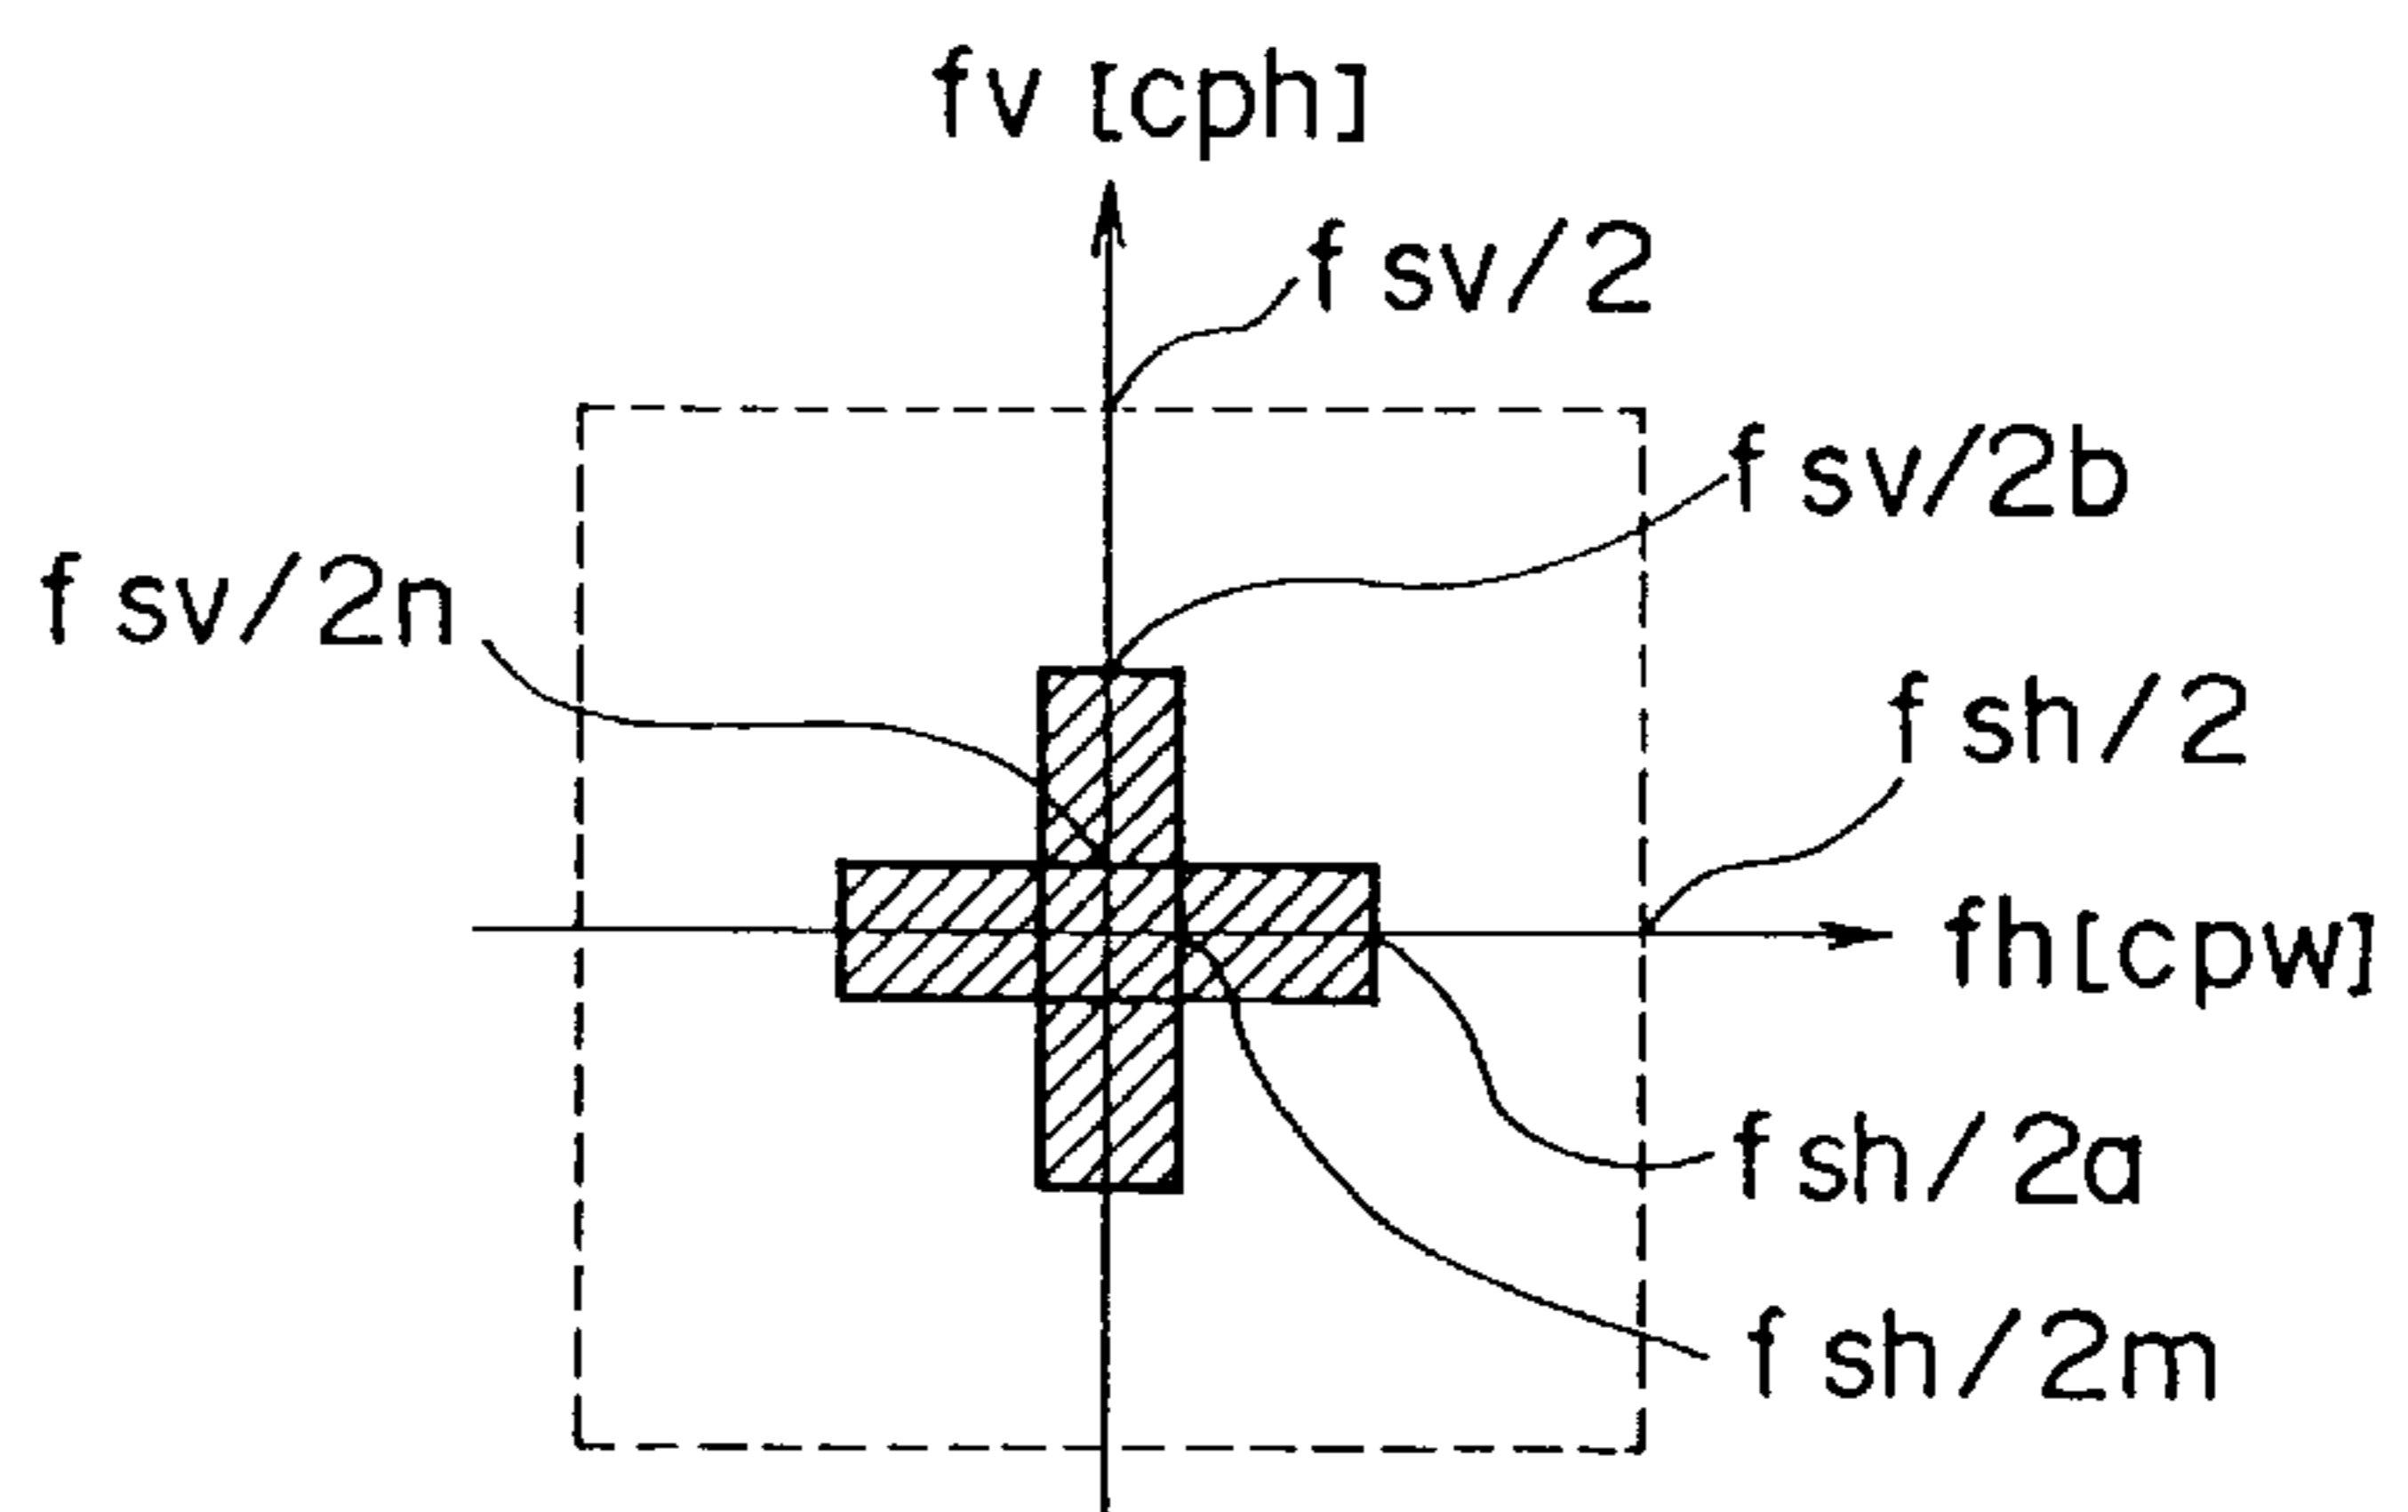 fv [cph]
f sv/2
f sv/2b
f sv/2n
f sh/2
fh[cpw]
f sh/2a
f sh/2m